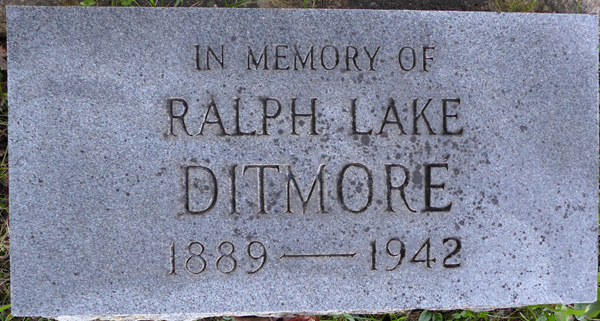 IN MEMORY OF
RALPH LAKE
DITMORE
1889 — 1942